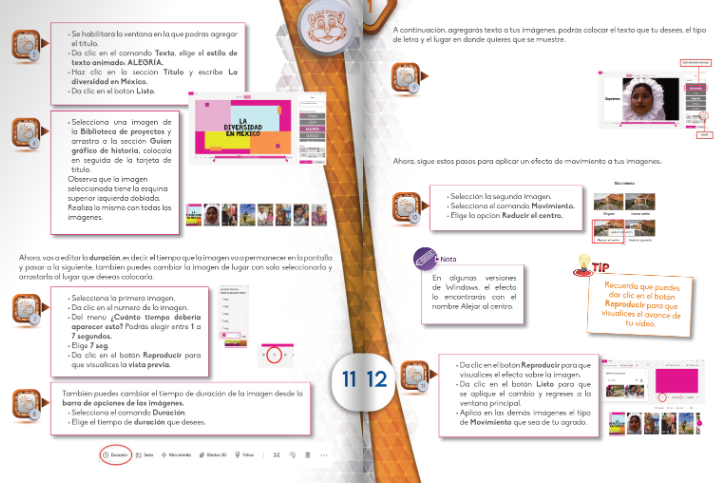 • Se habilitara la ventana en la que podrás agregar
el título.
• Da clic en el comando Texto, elige el estilo de
texto animado: ALEGRÍA.
• Haz clic en la sección Título y escribe La
diversidad en México.
• Da clic en el botón Listo.
5
LA
DIVERSIDAD
EN MÉXICO
• Selecciona una imagen de
la Biblioteca de proyectos y
arrastra a la sección Guion
gráfico de historia, colócala
en seguida de la tarjeta de
título.
Observa que la imagen
seleccionada tiene la esquina
superior izquierda doblada.
Realiza lo mismo con todas las
imágenes.
6
Ahora, vas a editar la duración, es decir, el tiempo que la imagen va a permanecer en la pantalla
y pasar a la siguiente, también puedes cambiar la imagen de lugar con solo seleccionarla y
arrastarla al lugar que deseas colocarla.
• Selecciona la primera imagen.
• Da clic en el numero de la imagen.
• Del menú ¿Cuánto tiempo debería
aparecer esto? Podrás elegir entre 1 a
7 segundos.
• Elige 7 seg.
• Da clic en el botón Reproducir para
que visualices la vista previa.
7
También puedes cambiar el tiempo de duración de la imagen desde la
barra de opciones de las imágenes.
• Selecciona el comando Duración.
• Elige el tiempo de duración que desees.
8
Duración Texto Movimiento Efectos 3D Filtros
11 12
A continuación, agregarás texto a tus imágenes, podrás colocar el texto que tu desees, el tipo
de letra y el lugar en donde quieres que se muestre.
9
Ahora, sigue estos pasos para aplicar un efecto de movimiento a tus imágenes.
• Selección la segunda imagen.
• Selecciona el comando Movimiento.
• Elige la opción Reducir el centro.
10
Movimiento
Nota
En algunas versiones
de Windows, el efecto
lo encontrarás con el
nombre Alejar al centro.
TIP
Recuerda que puedes
dar clic en el botón
Reproducir para que
visualices el avance de
tu video.
• Da clic en el botón Reproducir para que
visualices el efecto sobre la imagen.
• Da clic en el botón Listo para que
se aplique el cambio y regreses a la
ventana principal.
• Aplica en las demás imágenes el tipo
de Movimiento que sea de tu agrado.
11